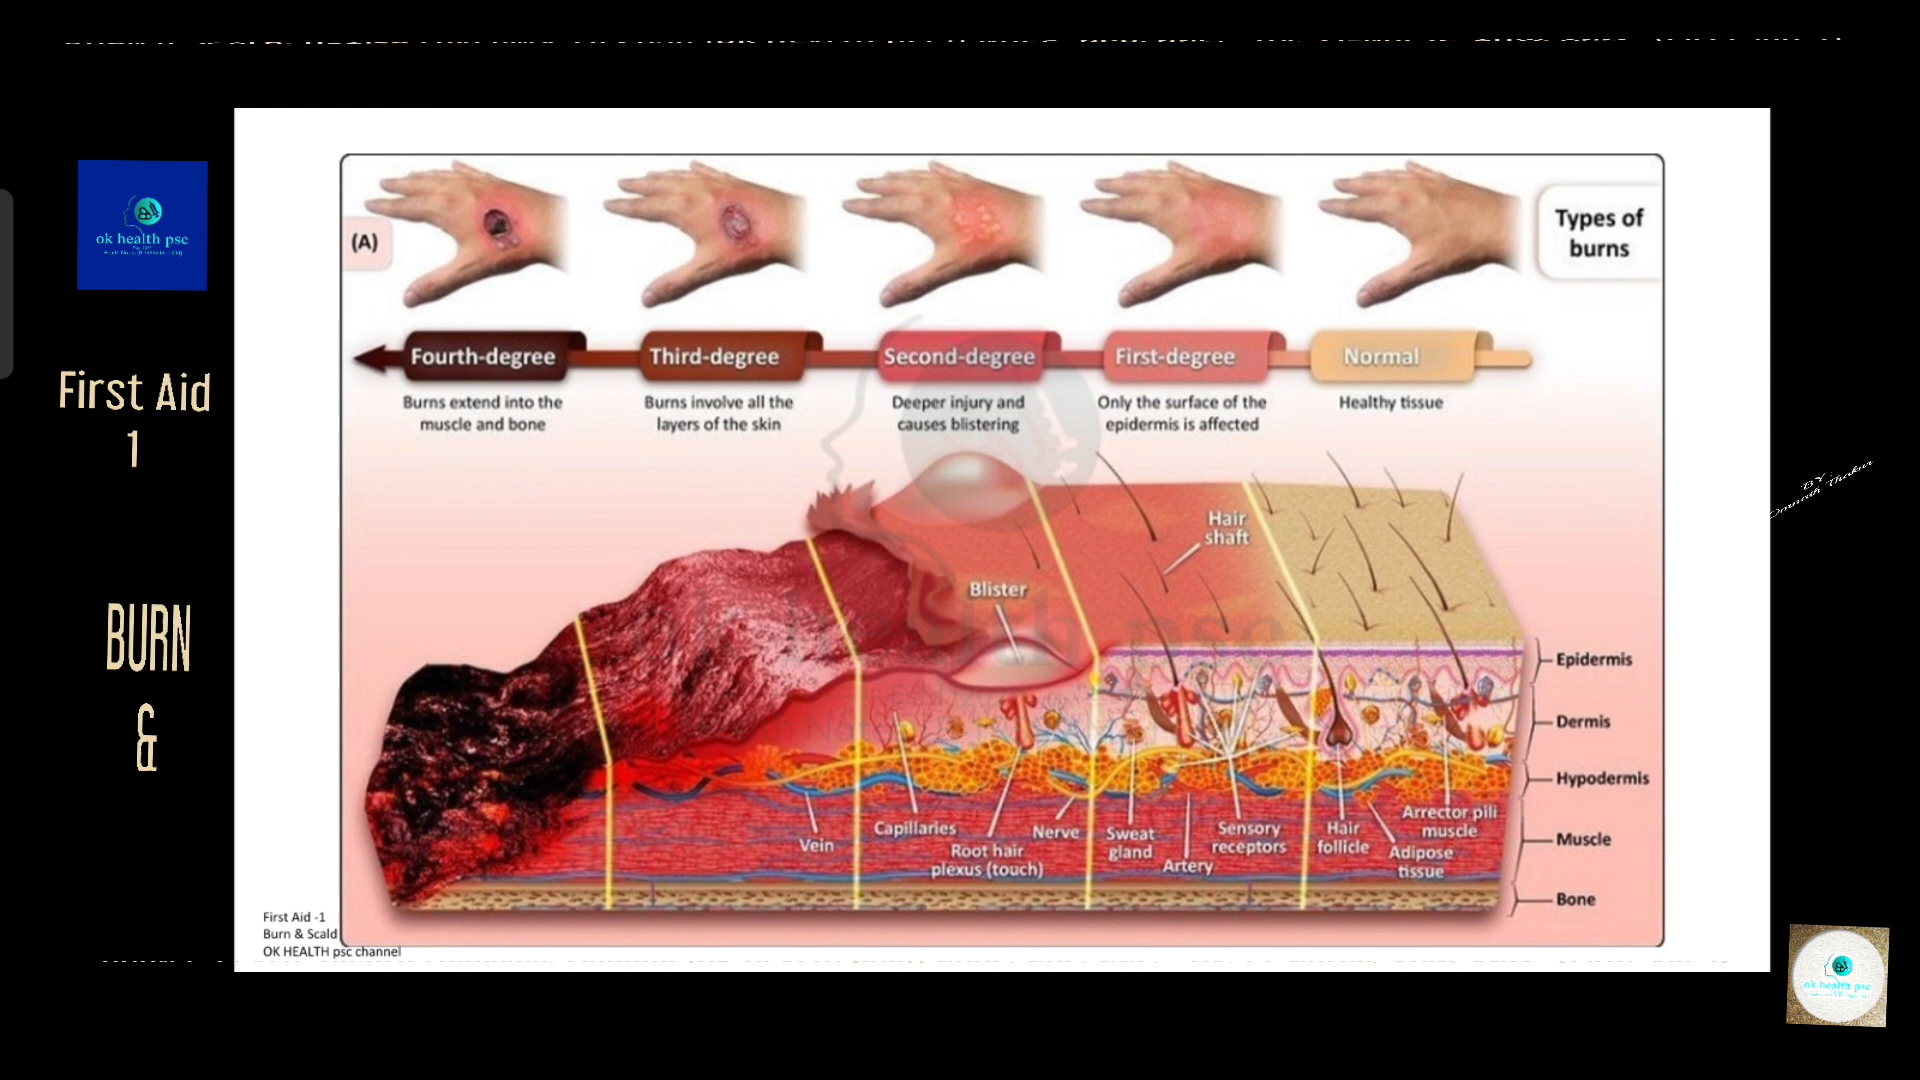 ok health psc
First Aid
1
BURN
&
(A)
Types of
burns
Fourth-degree
Third-degree
Second-degree
First-degree
Normal
Burns extend into the
muscle and bone
Burns involve all the
layers of the skin
Deeper injury and
causes blistering
Only the surface of the
epidermis is affected
Healthy tissue
Hair
shaft
Blister
Epidermis
Dermis
Hypodermis
Muscle
Bone
Vein
Capillaries
Root hair
plexus (touch)
Nerve
Sweat
gland
Artery
Sensory
receptors
Hair
follicle
Adipose
tissue
Arrector pili
muscle
First Aid -1
Burn & Scald
OK HEALTH psc channel
BY:
ok health psc